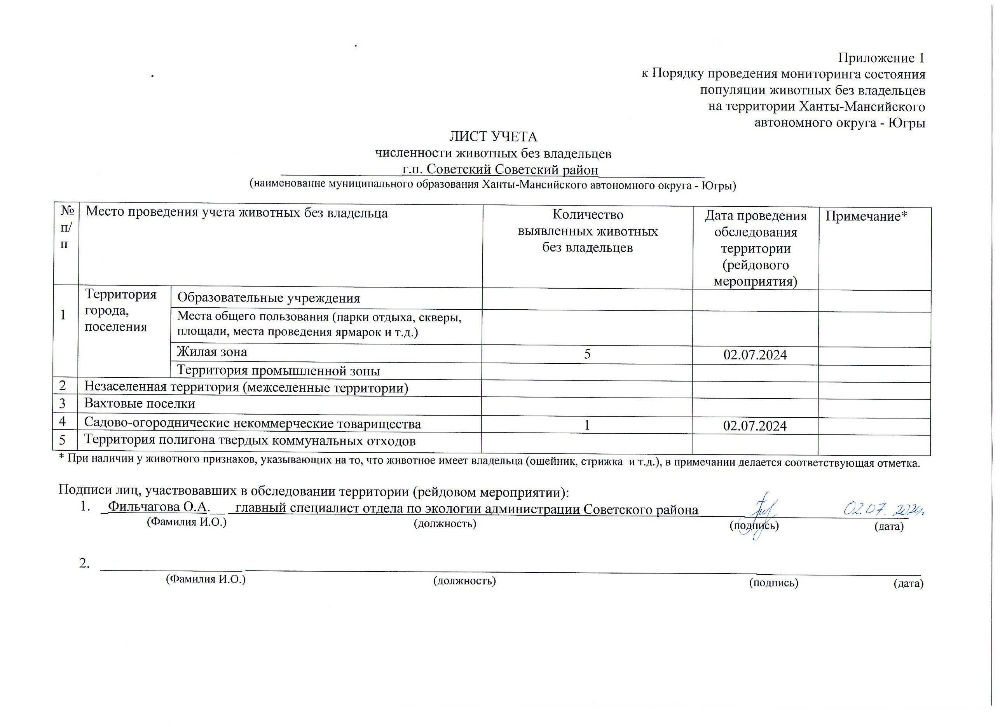 Приложение 1
к Порядку проведения мониторинга состояния
популяции животных без владельцев
на территории Ханты-Мансийского
автономного округа - Югры
ЛИСТ УЧЕТА
численности животных без владельцев
г.п. Советский Советский район
(наименование муниципального образования Ханты-Мансийского автономного округа - Югры)
№ п/п
Место проведения учета животных без владельца
Количество
выявленных животных
без владельцев
Дата проведения
обследования
территории
(рейдового
мероприятия)
Примечание*
1
Территория
города,
поселения
Образовательные учреждения
Места общего пользования (парки отдыха, скверы,
площади, места проведения ярмарок и т.д.)
Жилая зона 5 02.07.2024
Территория промышленной зоны
2 Незаселенная территория (межселенные территории)
3 Вахтовые поселки
4 Садово-огороднические некоммерческие товарищества 1 02.07.2024
5 Территория полигона твердых коммунальных отходов
* При наличии у животного признаков, указывающих на то, что животное имеет владельца (ошейник, стрижка и т.д.), в примечании делается соответствующая отметка.
Подписи лиц, участвовавших в обследовании территории (рейдовом мероприятии):
1. Фильчагова О.А. главный специалист отдела по экологии администрации Советского района 02.07.2024г
(Фамилия И.О.) (должность) (подпись) (дата)
2.
(Фамилия И.О.) (должность) (подпись) (дата)